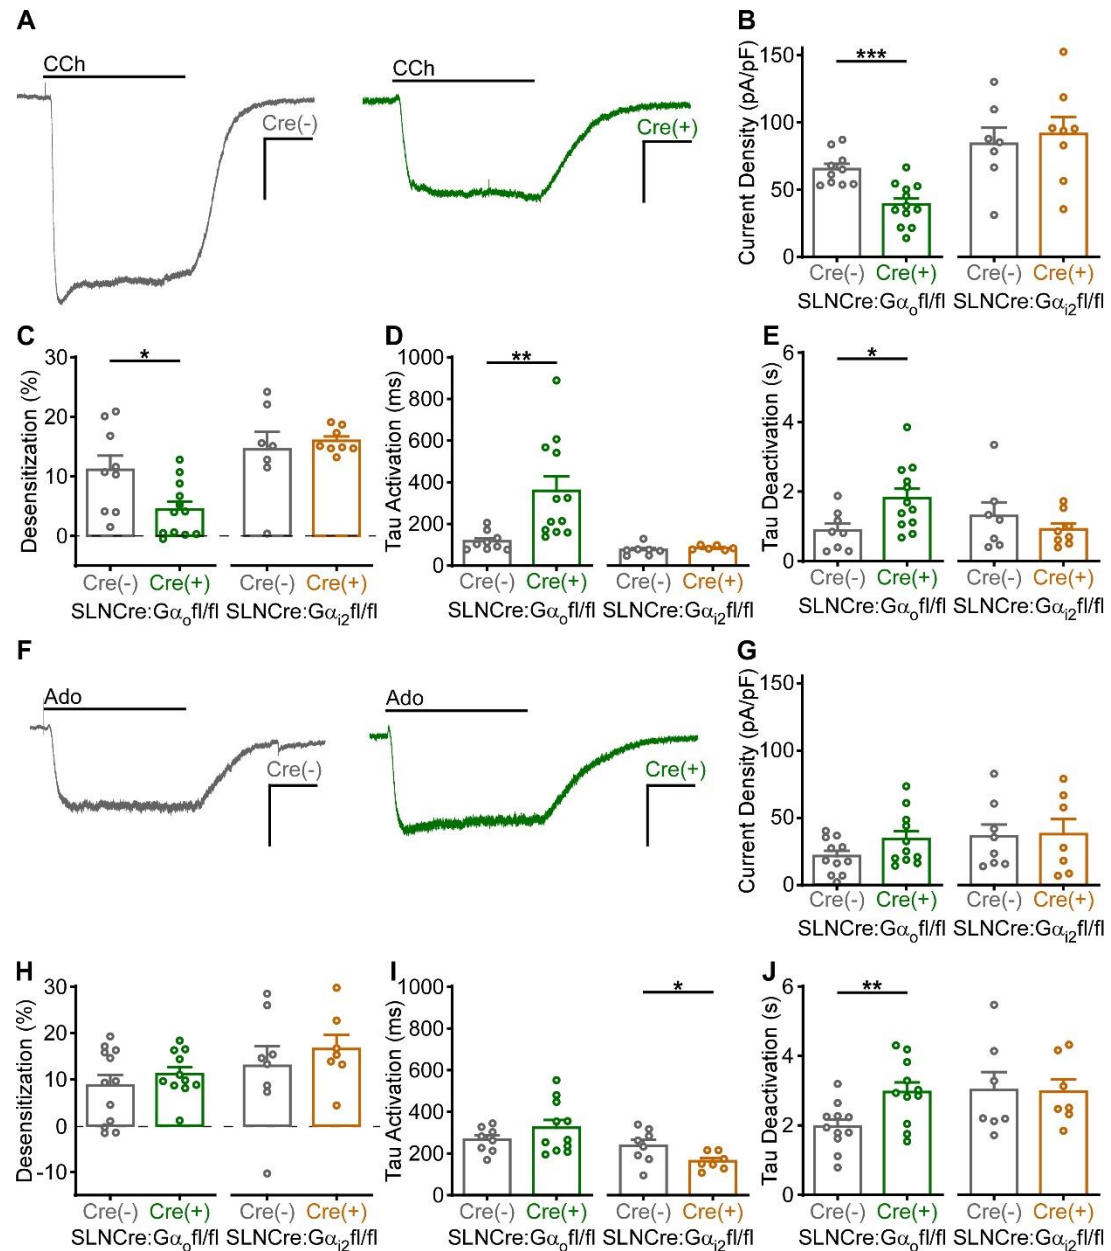 A
CCh
Cre(-)
CCh
Cre(+)
B
Current Density (pA/pF)
150
100
50
0
***
Cre(-) Cre(+) Cre(-) Cre(+)
SLNCre:Gαofl/fl SLNCre:Gαi2fl/fl
C
Desensitization (%)
30
20
10
0
*
Cre(-) Cre(+) Cre(-) Cre(+)
SLNCre:Gαofl/fl SLNCre:Gαi2fl/fl
D
Tau Activation (ms)
1000
800
600
400
200
0
**
Cre(-) Cre(+) Cre(-) Cre(+)
SLNCre:Gαofl/fl SLNCre:Gαi2fl/fl
E
Tau Deactivation (s)
6
4
2
0
*
Cre(-) Cre(+) Cre(-) Cre(+)
SLNCre:Gαofl/fl SLNCre:Gαi2fl/fl
F
Ado
Cre(-)
Ado
Cre(+)
G
Current Density (pA/pF)
150
100
50
0
Cre(-) Cre(+) Cre(-) Cre(+)
SLNCre:Gαofl/fl SLNCre:Gαi2fl/fl
H
Desensitization (%)
30
20
10
0
-10
Cre(-) Cre(+) Cre(-) Cre(+)
SLNCre:Gαofl/fl SLNCre:Gαi2fl/fl
I
Tau Activation (ms)
1000
800
600
400
200
0
*
Cre(-) Cre(+) Cre(-) Cre(+)
SLNCre:Gαofl/fl SLNCre:Gαi2fl/fl
J
Tau Deactivation (s)
6
4
2
0
**
Cre(-) Cre(+) Cre(-) Cre(+)
SLNCre:Gαofl/fl SLNCre:Gαi2fl/fl